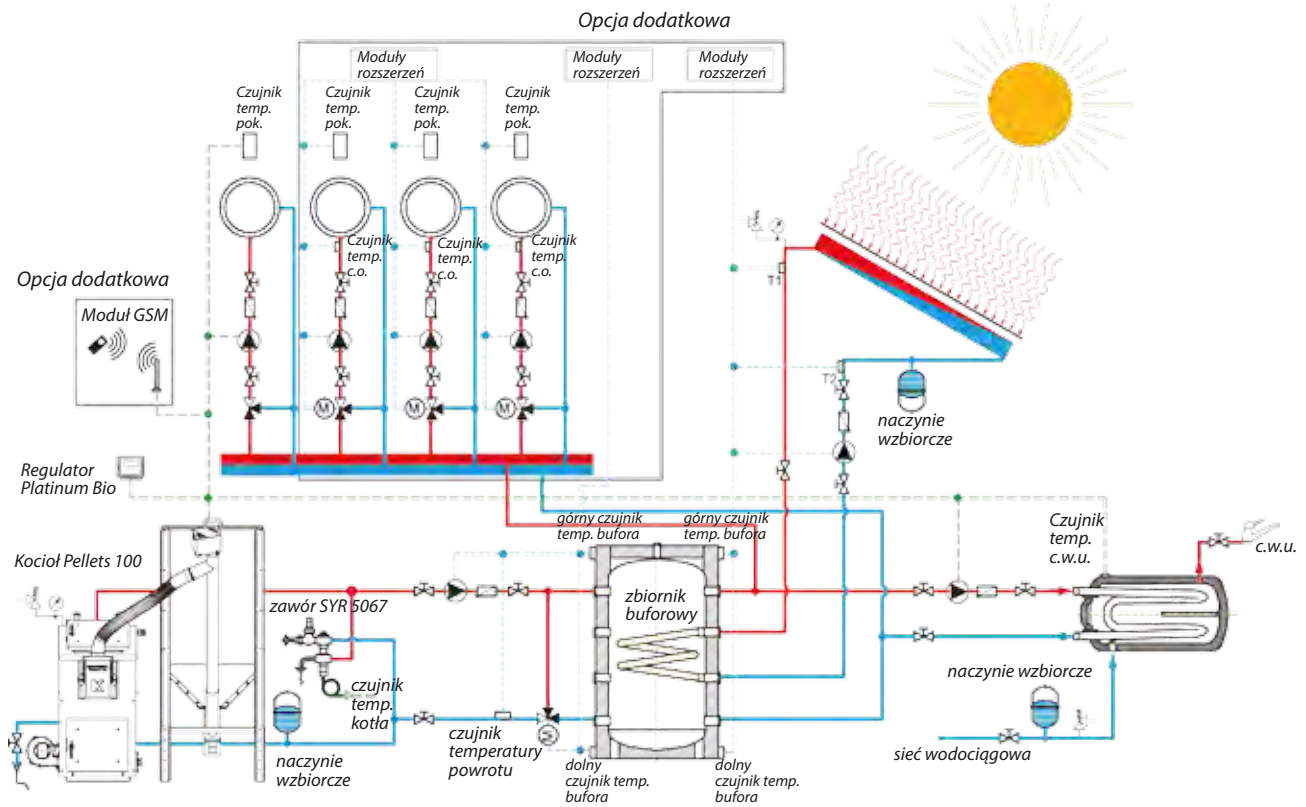 Opcja dodatkowa
Moduły
rozszerzeń
Moduły
rozszerzeń
Moduły
rozszerzeń
Czujnik
temp.
pok.
Czujnik
temp.
pok.
Czujnik
temp.
pok.
Czujnik
temp.
pok.
Czujnik
temp.
c.o.
Czujnik
temp.
c.o.
Czujnik
temp.
c.o.
T1
Opcja dodatkowa
Moduł GSM
T2
M
M
M
naczynie
wzbiorcze
Regulator
Platinum Bio
górny czujnik
temp. bufora
górny czujnik
temp. bufora
Czujnik
temp.
c.w.u.
c.w.u.
Kocioł Pellets 100
zawór SYR 5067
zbiornik
buforowy
czujnik
temp.
kotła
naczynie wzbiorcze
czujnik
temperatury
powrotu
M
sieć wodociągowa
naczynie
wzbiorcze
dolny
czujnik temp.
bufora
dolny
czujnik temp.
bufora